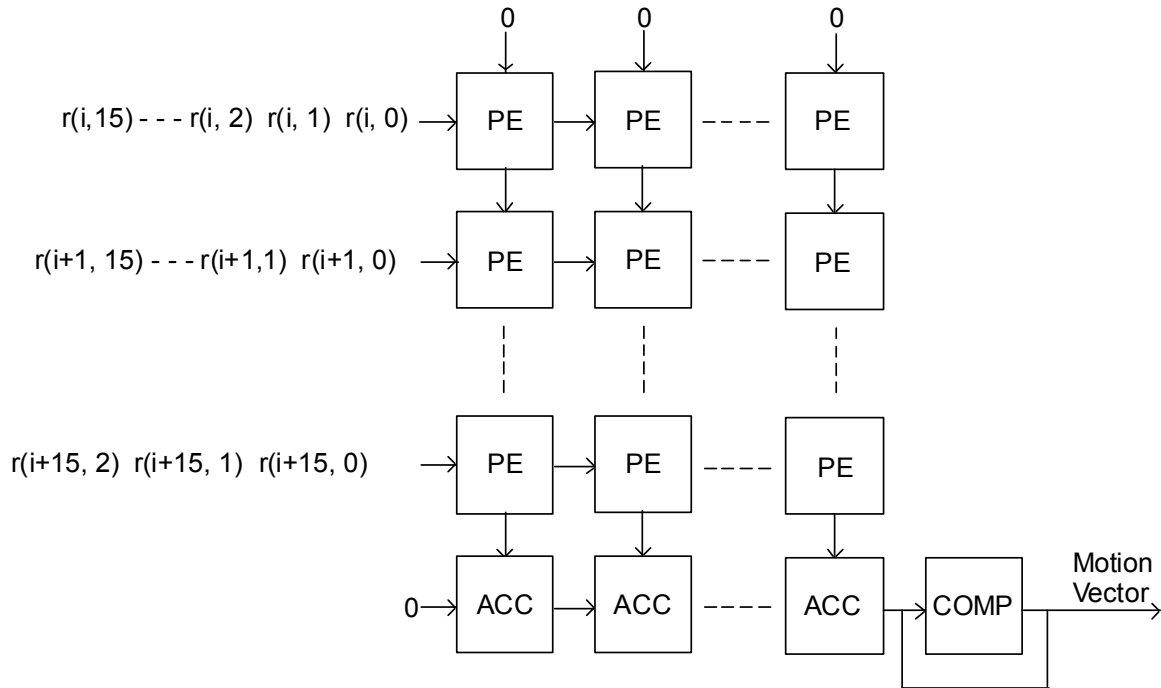 0 0 0
r(i,15) - - - r(i, 2) r(i, 1) r(i, 0) PE PE PE
r(i+1, 15) - - - r(i+1,1) r(i+1, 0) PE PE PE
r(i+15, 2) r(i+15, 1) r(i+15, 0) PE PE PE
0 ACC ACC ACC COMP
Motion
Vector